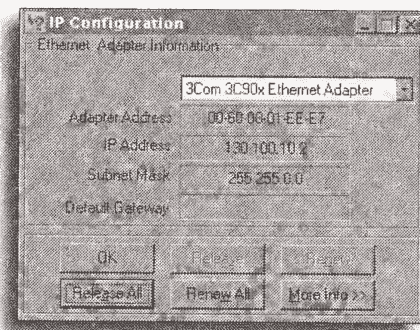 IP Configuration
Ethernet Adapter Information
3Com 3C90x Ethernet Adapter
Adapter Address 00-60-08-01-EE-E7
IP Address 130.100.10.2
Subnet Mask 255.255.0.0
Default Gateway
OK Release Renew
Release All Renew All More Info >>